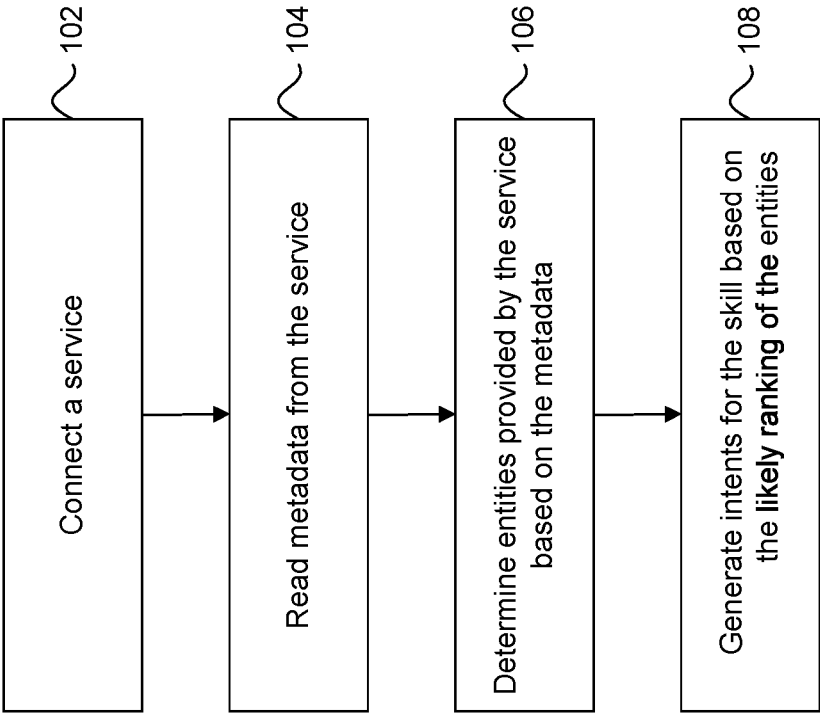 Connect a service
102
Read metadata from the service
104
Determine entities provided by the service
based on the metadata
106
Generate intents for the skill based on
the likely ranking of the entities
108